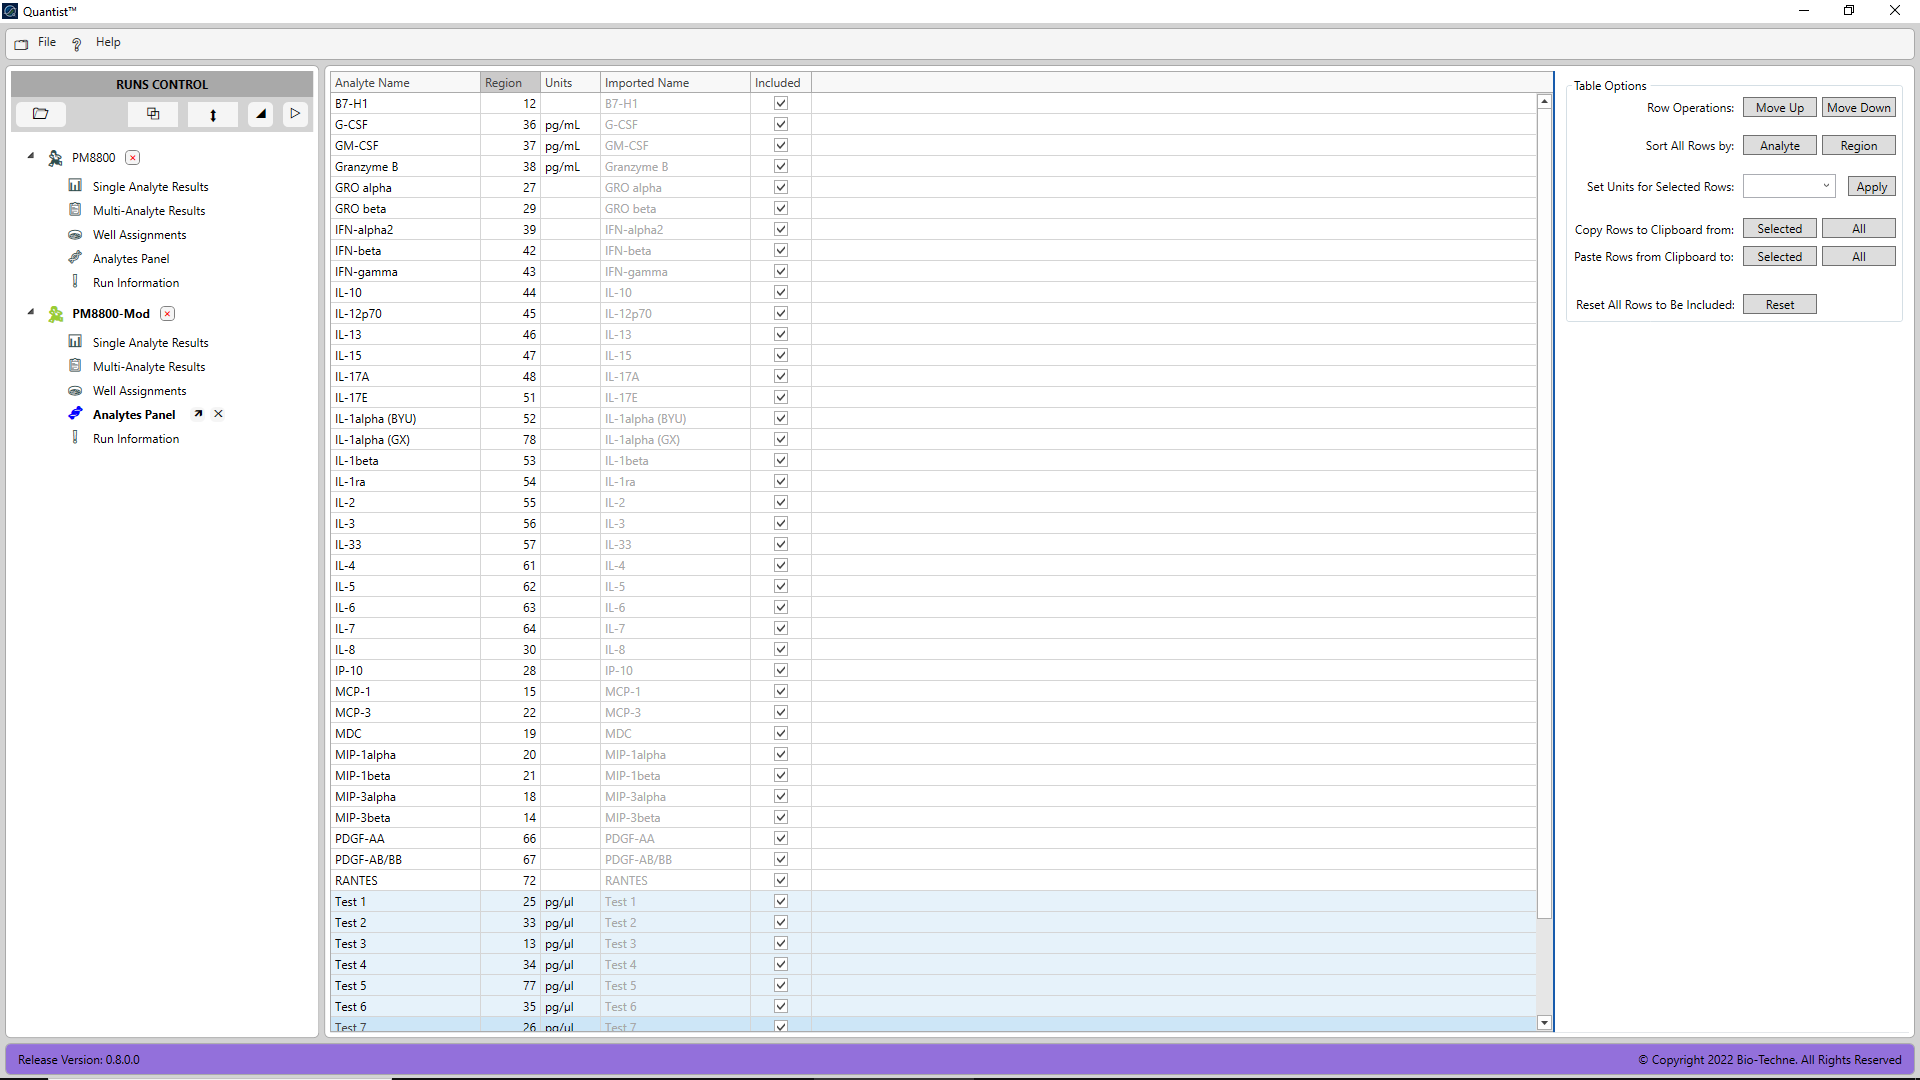 Quantist™
File Help
RUNS CONTROL
PM8800
Single Analyte Results
Multi-Analyte Results
Well Assignments
Analytes Panel
Run Information
PM8800-Mod
Single Analyte Results
Multi-Analyte Results
Well Assignments
Analytes Panel
Run Information
Analyte Name Region Units Imported Name Included
B7-H1 12 B7-H1
G-CSF 36 pg/mL G-CSF
GM-CSF 37 pg/mL GM-CSF
Granzyme B 38 pg/mL Granzyme B
GRO alpha 27 GRO alpha
GRO beta 29 GRO beta
IFN-alpha2 39 IFN-alpha2
IFN-beta 42 IFN-beta
IFN-gamma 43 IFN-gamma
IL-10 44 IL-10
IL-12p70 45 IL-12p70
IL-13 46 IL-13
IL-15 47 IL-15
IL-17A 48 IL-17A
IL-17E 51 IL-17E
IL-1alpha (BYU) 52 IL-1alpha (BYU)
IL-1alpha (GX) 78 IL-1alpha (GX)
IL-1beta 53 IL-1beta
IL-1ra 54 IL-1ra
IL-2 55 IL-2
IL-3 56 IL-3
IL-33 57 IL-33
IL-4 61 IL-4
IL-5 62 IL-5
IL-6 63 IL-6
IL-7 64 IL-7
IL-8 30 IL-8
IP-10 28 IP-10
MCP-1 15 MCP-1
MCP-3 22 MCP-3
MDC 19 MDC
MIP-1alpha 20 MIP-1alpha
MIP-1beta 21 MIP-1beta
MIP-3alpha 18 MIP-3alpha
MIP-3beta 14 MIP-3beta
PDGF-AA 66 PDGF-AA
PDGF-AB/BB 67 PDGF-AB/BB
RANTES 72 RANTES
Test 1 25 pg/µl Test 1
Test 2 33 pg/µl Test 2
Test 3 13 pg/µl Test 3
Test 4 34 pg/µl Test 4
Test 5 77 pg/µl Test 5
Test 6 35 pg/µl Test 6
Test 7 26 pg/µl Test 7
Table Options
Row Operations: Move Up Move Down
Sort All Rows by: Analyte Region
Set Units for Selected Rows: Apply
Copy Rows to Clipboard from: Selected All
Paste Rows from Clipboard to: Selected All
Reset All Rows to Be Included: Reset
Release Version: 0.8.0.0
© Copyright 2022 Bio-Techne. All Rights Reserved